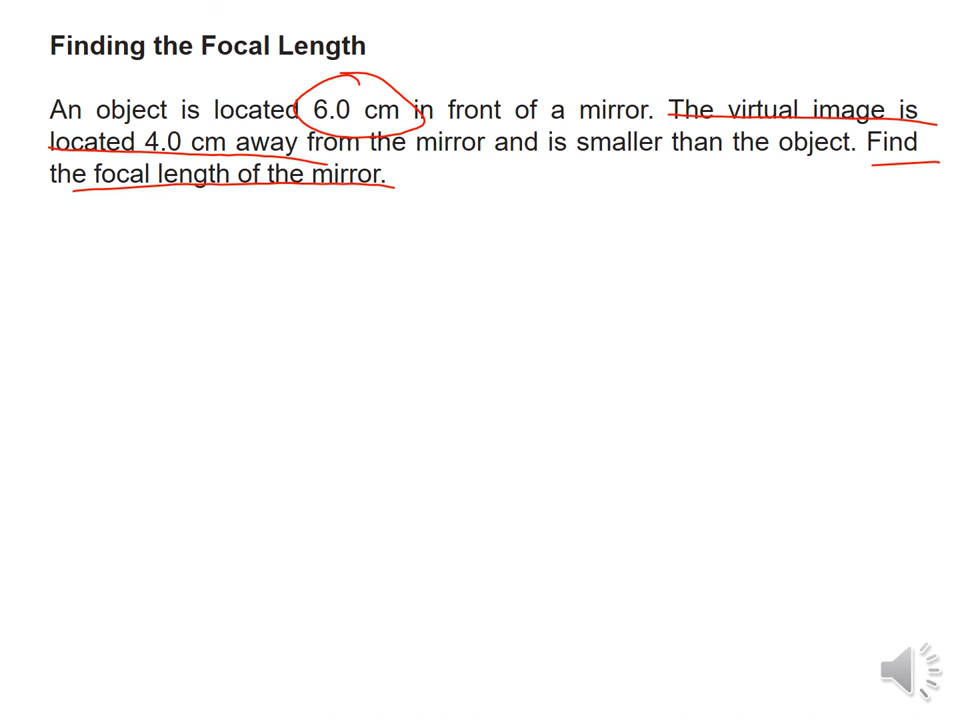 Finding the Focal Length
An object is located 6.0 cm in front of a mirror. The virtual image is
located 4.0 cm away from the mirror and is smaller than the object. Find
the focal length of the mirror.